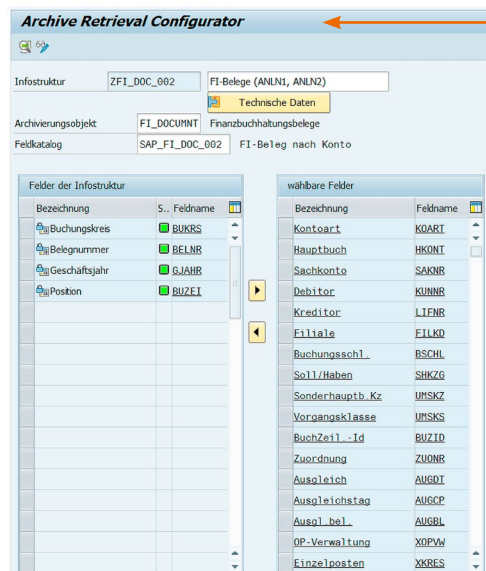 Archive Retrieval Configurator
Infostruktur ZFI_DOC_002 FI-Belege (ANLN1, ANLN2)
Technische Daten
Archivierungsobjekt FI_DOCUMNT Finanzbuchhaltungsbelege
Feldkatalog SAP_FI_DOC_002 FI-Beleg nach Konto
Felder der Infostruktur
Bezeichnung S.. Feldname
Buchungskreis BUKRS
Belegnummer BELNR
Geschäftsjahr GJAHR
Position BUZEI
wählbare Felder
Bezeichnung Feldname
Kontoart KOART
Hauptbuch HKONT
Sachkonto SAKNR
Debitor KUNNR
Kreditor LIFNR
Filiale FILKD
Buchungsschl. BSCHL
Soll/Haben SHKZG
Sonderhauptb.Kz UMSKZ
Vorgangsklasse UMSKS
BuchZeil.-Id BUZID
Zuordnung ZUONR
Ausgleich AUGDT
Ausgleichstag AUGCP
Ausgl.bel. AUGBL
OP-Verwaltung XOPVW
Einzelposten XKRES